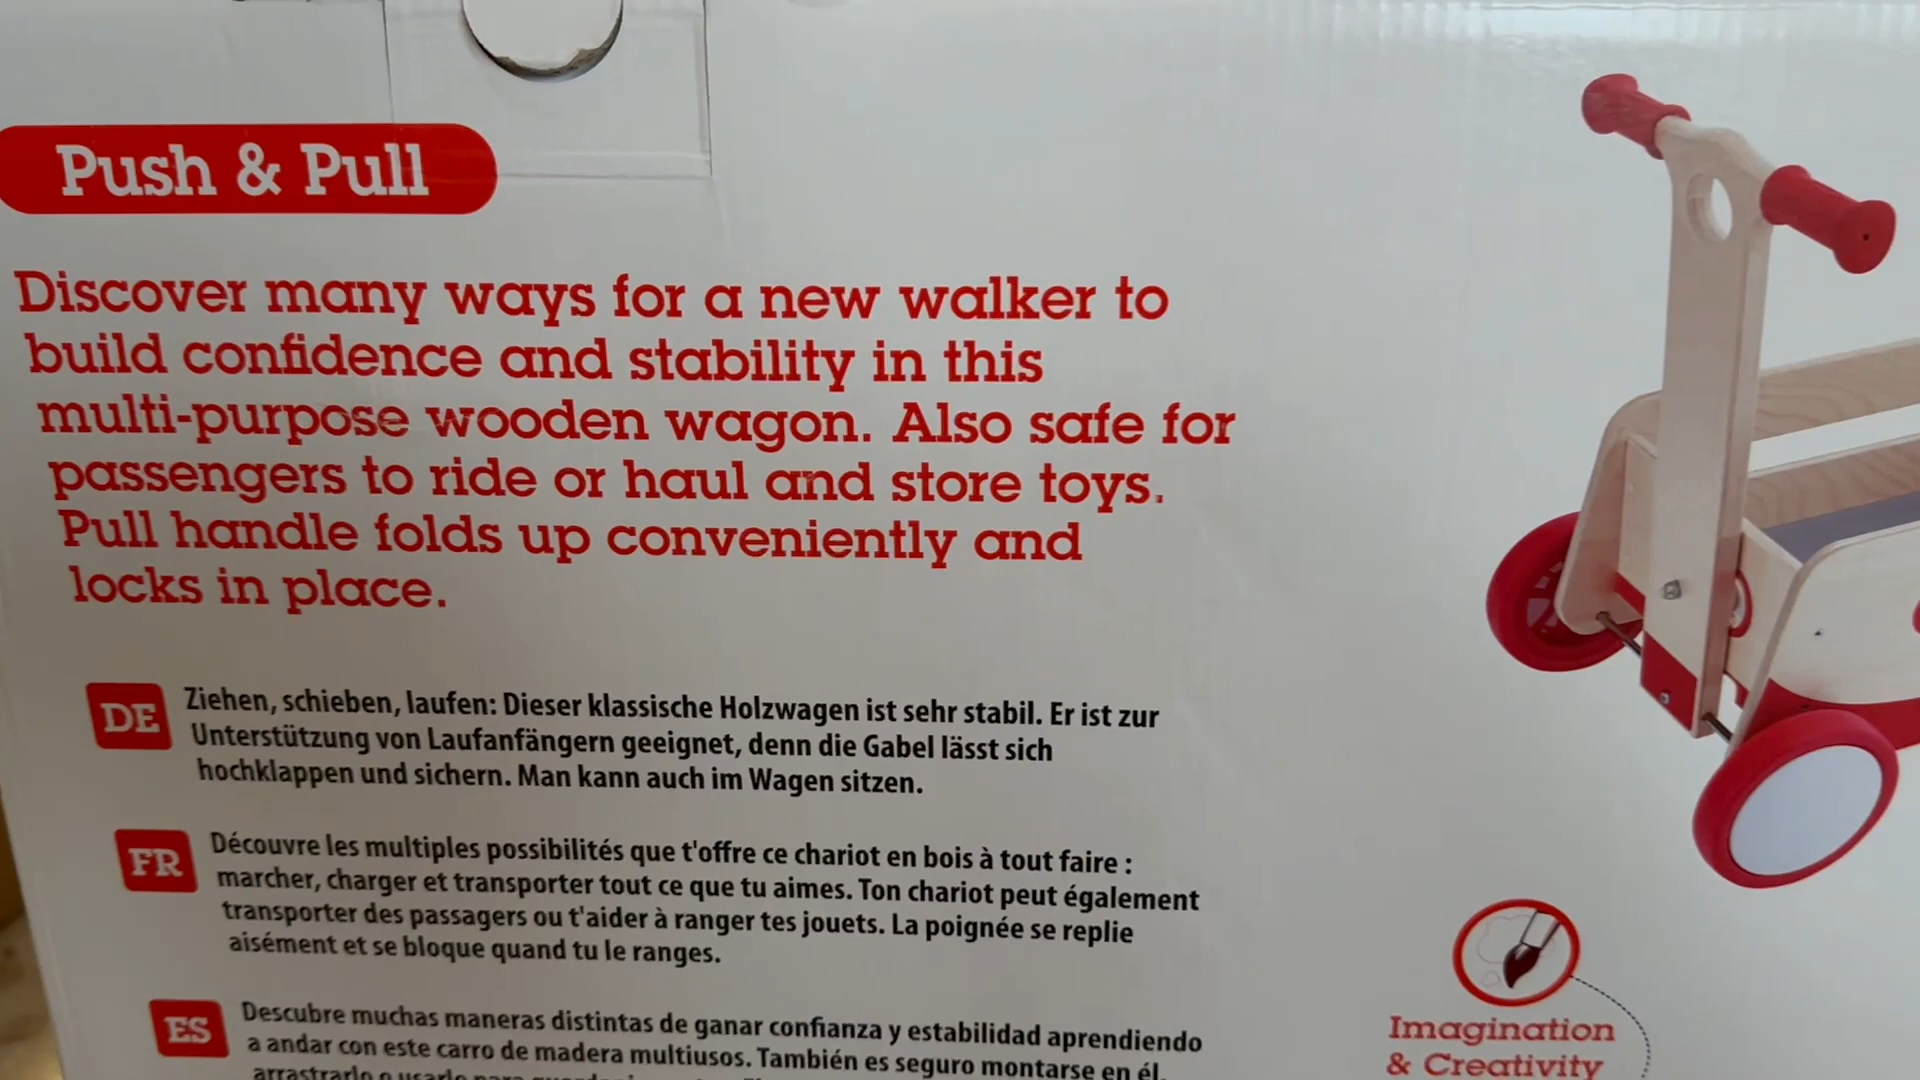 Push & Pull
Discover many ways for a new walker to
build confidence and stability in this
multi-purpose wooden wagon. Also safe for
passengers to ride or haul and store toys.
Pull handle folds up conveniently and
locks in place.
DE
Ziehen, schieben, laufen: Dieser klassische Holzwagen ist sehr stabil. Er ist zur
Unterstützung von Laufanfängern geeignet, denn die Gabel lässt sich
hochklappen und sichern. Man kann auch im Wagen sitzen.
FR
Découvre les multiples possibilités que t'offre ce chariot en bois à tout faire :
marcher, charger et transporter tout ce que tu aimes. Ton chariot peut également
transporter des passagers ou t'aider à ranger tes jouets. La poignée se replie
aisément et se bloque quand tu le ranges.
ES
Descubre muchas maneras distintas de ganar confianza y estabilidad aprendiendo
a andar con este carro de madera multiusos. También es seguro montarse en él,
arrastrarlo o usarlo para
Imagination
& Creativity